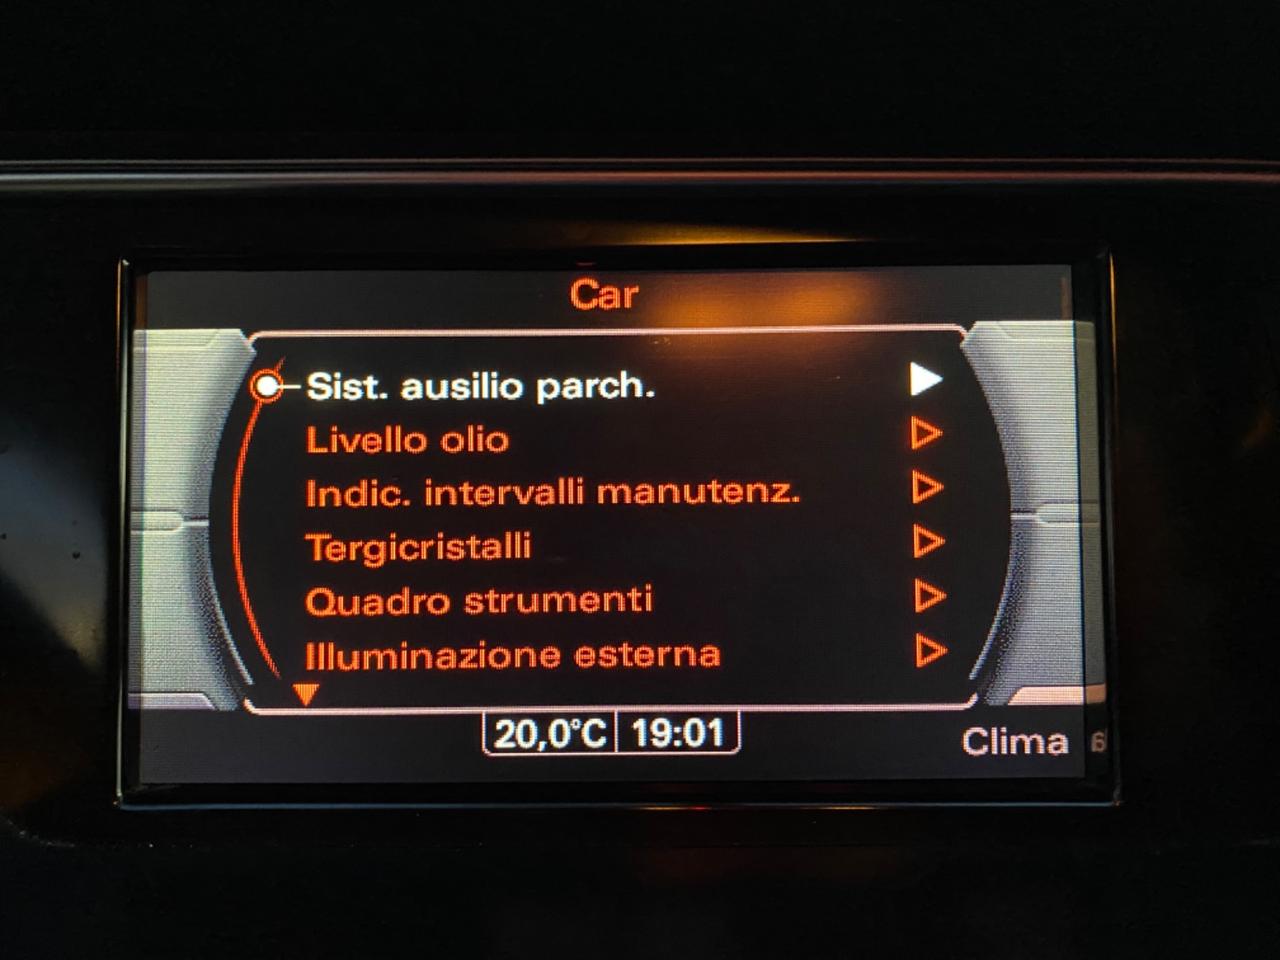 Car
Sist. ausilio parch.
Livello olio
Indic. intervalli manutenz.
Tergicristalli
Quadro strumenti
Illuminazione esterna
20,0°C 19:01
Clima